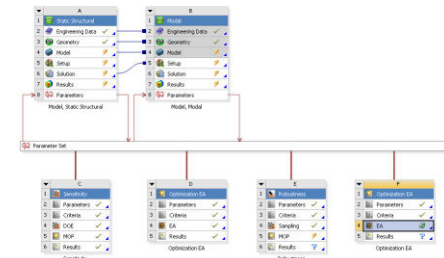 A
1 Static Structural
2 Engineering Data
3 Geometry
4 Model
5 Setup
6 Solution
7 Results
8 Parameters
Model, Static Structural
B
1 Modal
2 Engineering Data
3 Geometry
4 Model
5 Setup
6 Solution
7 Results
8 Parameters
Model, Modal
Parameter Set
C
1 Sensitivity
2 Parameters
3 Criteria
4 DOE
5 MOP
6 Results
Sensitivity
D
1 Optimization EA
2 Parameters
3 Criteria
4 EA
5 Results
Optimization EA
E
1 Robustness
2 Parameters
3 Criteria
4 Sampling
5 MOP
6 Results
Robustness
F
1 Optimization EA
2 Parameters
3 Criteria
4 EA
5 Results
Optimization EA